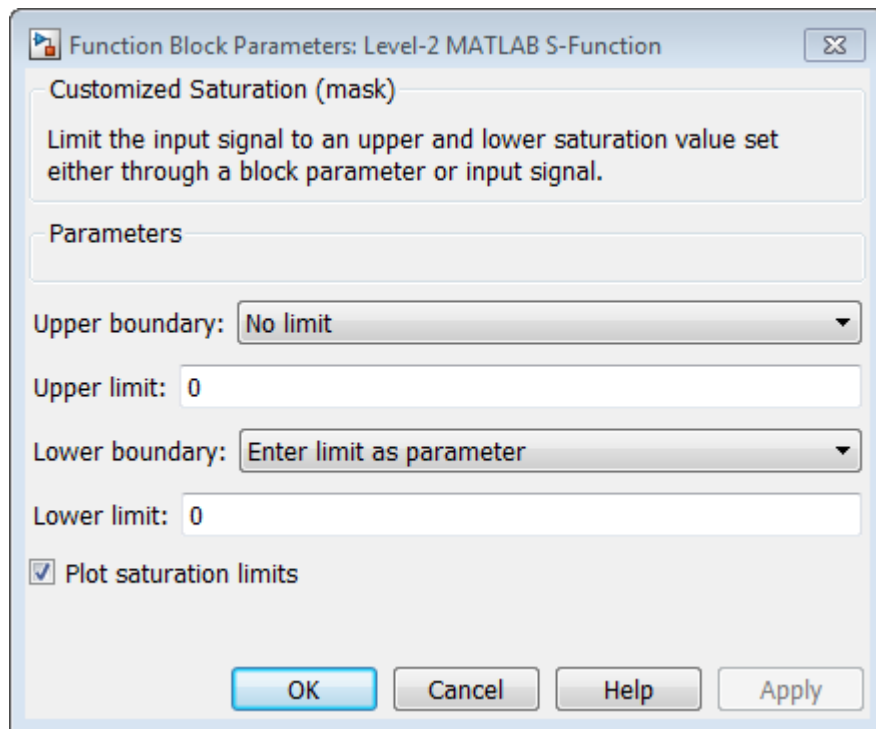 Function Block Parameters: Level-2 MATLAB S-Function
Customized Saturation (mask)
Limit the input signal to an upper and lower saturation value set
either through a block parameter or input signal.
Parameters
Upper boundary: No limit
Upper limit: 0
Lower boundary: Enter limit as parameter
Lower limit: 0
Plot saturation limits
OK Cancel Help Apply